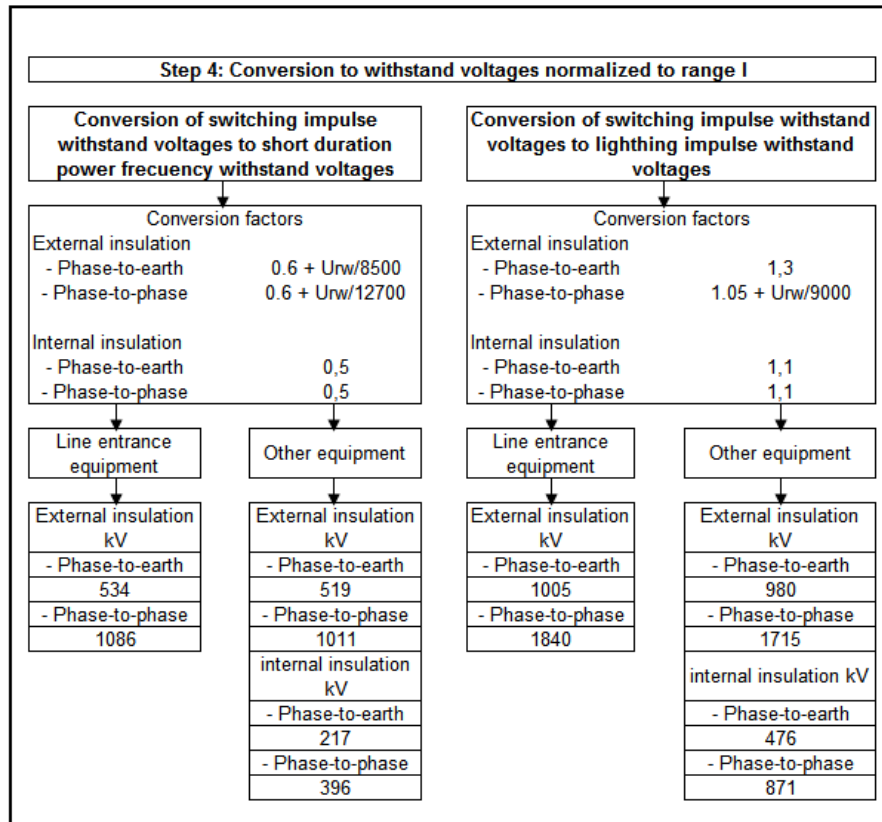 Step 4: Conversion to withstand voltages normalized to range I
Conversion of switching impulse
withstand voltages to short duration
power frecuency withstand voltages
Conversion factors
External insulation
- Phase-to-earth 0.6 + Urw/8500
- Phase-to-phase 0.6 + Urw/12700
Internal insulation
- Phase-to-earth 0,5
- Phase-to-phase 0,5
Line entrance
equipment
External insulation
kV
- Phase-to-earth
534
- Phase-to-phase
1086
Other equipment
External insulation
kV
- Phase-to-earth
519
- Phase-to-phase
1011
internal insulation
kV
- Phase-to-earth
217
- Phase-to-phase
396
Conversion of switching impulse withstand
voltages to lighthing impulse withstand
voltages
Conversion factors
External insulation
- Phase-to-earth 1,3
- Phase-to-phase 1.05 + Urw/9000
Internal insulation
- Phase-to-earth 1,1
- Phase-to-phase 1,1
Line entrance
equipment
External insulation
kV
- Phase-to-earth
1005
- Phase-to-phase
1840
Other equipment
External insulation
kV
- Phase-to-earth
980
- Phase-to-phase
1715
internal insulation kV
- Phase-to-earth
476
- Phase-to-phase
871